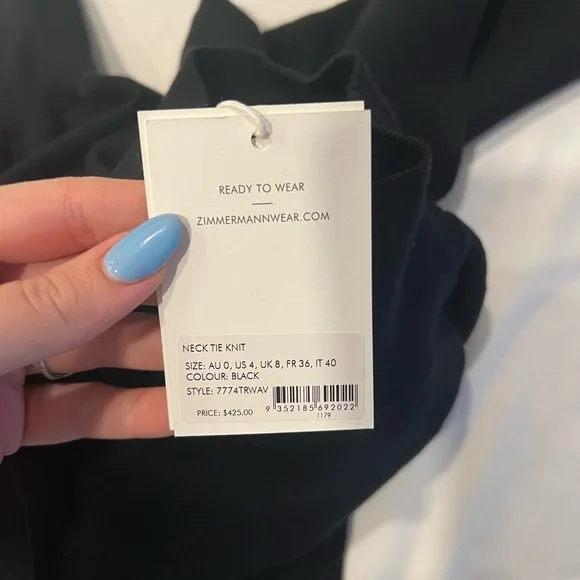 READY TO WEAR
ZIMMERMANNWEAR.COM
NECK TIE KNIT
SIZE: AU 0, US 4, UK 8, FR 36, IT 40
COLOUR: BLACK
STYLE: 7774TRWAV
PRICE: $425.00
9 352185 692022
1179